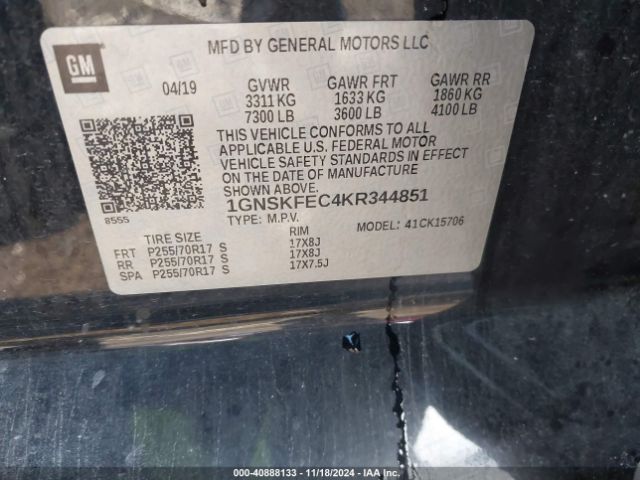 GM
MFD BY GENERAL MOTORS LLC
04/19 GVWR GAWR FRT GAWR RR
3311 KG 1633 KG 1860 KG
7300 LB 3600 LB 4100 LB
THIS VEHICLE CONFORMS TO ALL
APPLICABLE U.S. FEDERAL MOTOR
VEHICLE SAFETY STANDARDS IN EFFECT
ON THE DATE OF MANUFACTURE
SHOWN ABOVE.
1GNSKFEC4KR344851
8555 TYPE: M.P.V. MODEL: 41CK15706
TIRE SIZE RIM
FRT P255/70R17 S 17X8J
RR P255/70R17 S 17X8J
SPA P255/70R17 S 17X7.5J
000-40888133 - 11/18/2024 - IAAI.COM